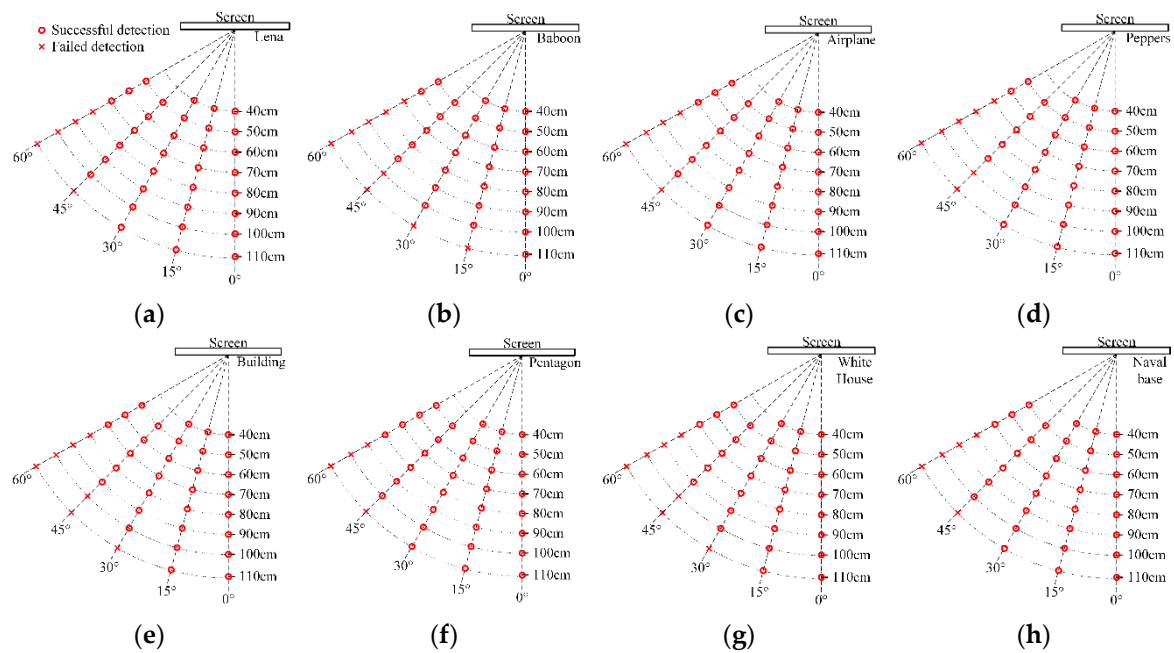 Screen
Lena
Successful detection
Failed detection
40cm
50cm
60cm
70cm
80cm
90cm
100cm
110cm
60°
45°
30°
15°
0°
(a)
Screen
Baboon
40cm
50cm
60cm
70cm
80cm
90cm
100cm
110cm
60°
45°
30°
15°
0°
(b)
Screen
Airplane
40cm
50cm
60cm
70cm
80cm
90cm
100cm
110cm
60°
45°
30°
15°
0°
(c)
Screen
Peppers
40cm
50cm
60cm
70cm
80cm
90cm
100cm
110cm
60°
45°
30°
15°
0°
(d)
Screen
Building
40cm
50cm
60cm
70cm
80cm
90cm
100cm
110cm
60°
45°
30°
15°
0°
(e)
Screen
Pentagon
40cm
50cm
60cm
70cm
80cm
90cm
100cm
110cm
60°
45°
30°
15°
0°
(f)
Screen
White
House
40cm
50cm
60cm
70cm
80cm
90cm
100cm
110cm
60°
45°
30°
15°
0°
(g)
Screen
Naval
base
40cm
50cm
60cm
70cm
80cm
90cm
100cm
110cm
60°
45°
30°
15°
0°
(h)